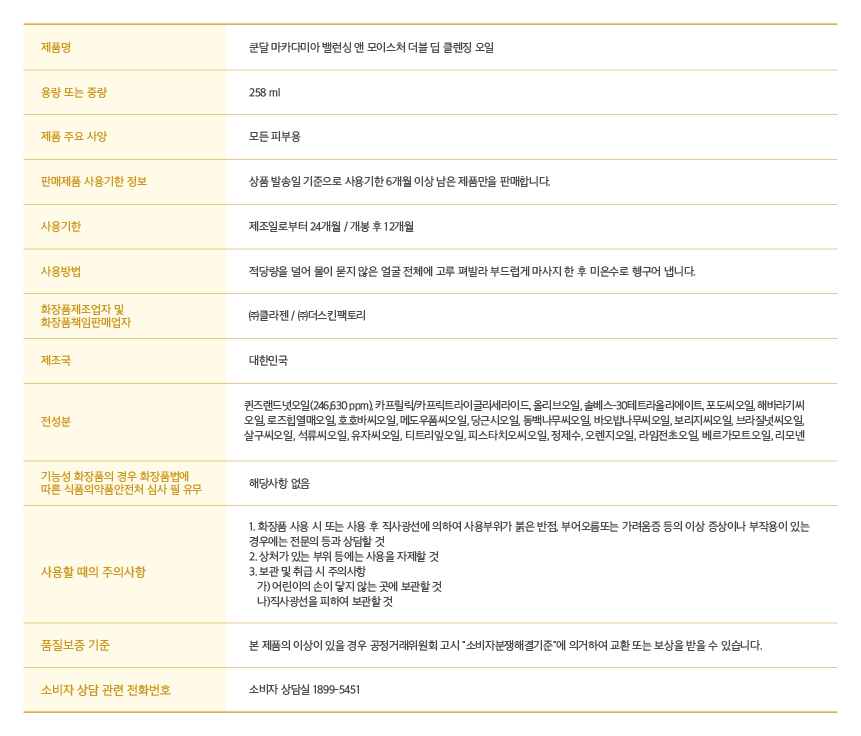 제품명
쿤달 마카다미아 밸런싱 앤 모이스처 더블 딥 클렌징 오일
용량 또는 중량
258 ml
제품 주요 사양
모든 피부용
판매제품 사용기한 정보
상품 발송일 기준으로 사용기한 6개월 이상 남은 제품만을 판매합니다.
사용기한
제조일로부터 24개월 / 개봉 후 12개월
사용방법
적당량을 덜어 물이 묻지 않은 얼굴 전체에 고루 펴발라 부드럽게 마사지 한 후 미온수로 헹구어 냅니다.
화장품제조업자 및
화장품책임판매업자
㈜콜라젠 / ㈜더스킨팩토리
제조국
대한민국
전성분
퀸즈랜드넛오일(246,630 ppm), 카프릴릭/카프릭트라이글리세라이드, 올리브오일, 솔베스-30테트라올리에이트, 포도씨오일, 해바라기씨
오일, 로즈힙열매오일, 호호바씨오일, 메도우폼씨오일, 당근시오일, 동백나무씨오일, 바오밥나무씨오일, 보리지씨오일, 브라질넛씨오일,
살구씨오일, 석류씨오일, 유자씨오일, 티트리잎오일, 피스타치오씨오일, 정제수, 오렌지오일, 라임전초오일, 베르가모트오일, 리모넨
기능성 화장품의 경우 화장품법에
따른 식품의약품안전처 심사 필 유무
해당사항 없음
사용할 때의 주의사항
1. 화장품 사용 시 또는 사용 후 직사광선에 의하여 사용부위가 붉은 반점, 부어오름또는 가려움증 등의 이상 증상이나 부작용이 있는
경우에는 전문의 등과 상담할 것
2. 상처가 있는 부위 등에는 사용을 자제할 것
3. 보관 및 취급 시 주의사항
가) 어린이의 손이 닿지 않는 곳에 보관할 것
나)직사광선을 피하여 보관할 것
품질보증 기준
본 제품의 이상이 있을 경우 공정거래위원회 고시 "소비자분쟁해결기준"에 의거하여 교환 또는 보상을 받을 수 있습니다.
소비자 상담 관련 전화번호
소비자 상담실 1899-5451